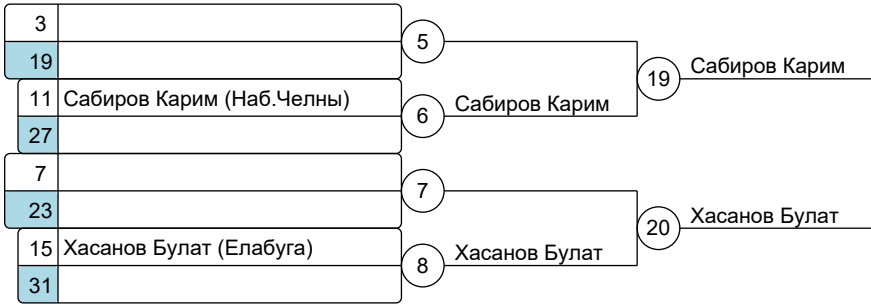 3
19
5
11 Сабиров Карим (Наб.Челны)
27
6 Сабиров Карим
19 Сабиров Карим
7
23
7
15 Хасанов Булат (Елабуга)
31
8 Хасанов Булат
20 Хасанов Булат